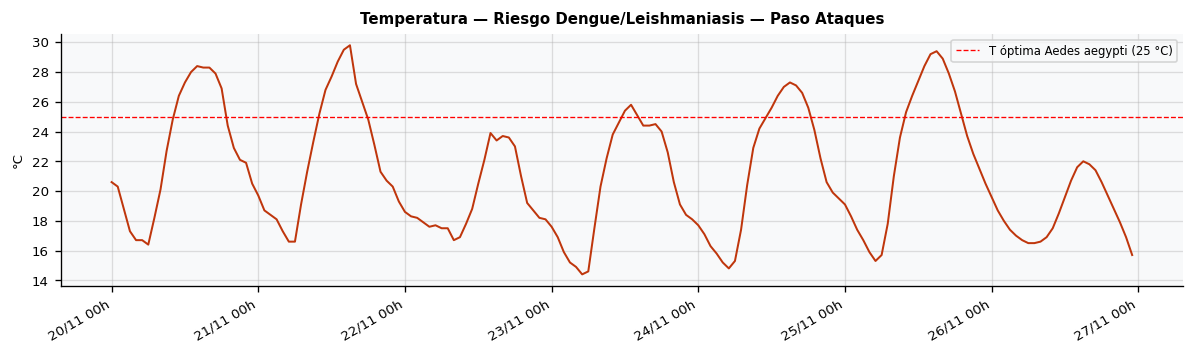 Temperatura — Riesgo Dengue/Leishmaniasis — Paso Ataques
T óptima Aedes aegypti (25 °C)
°C
30
28
26
24
22
20
18
16
14
20/11 00h
21/11 00h
22/11 00h
23/11 00h
24/11 00h
25/11 00h
26/11 00h
27/11 00h